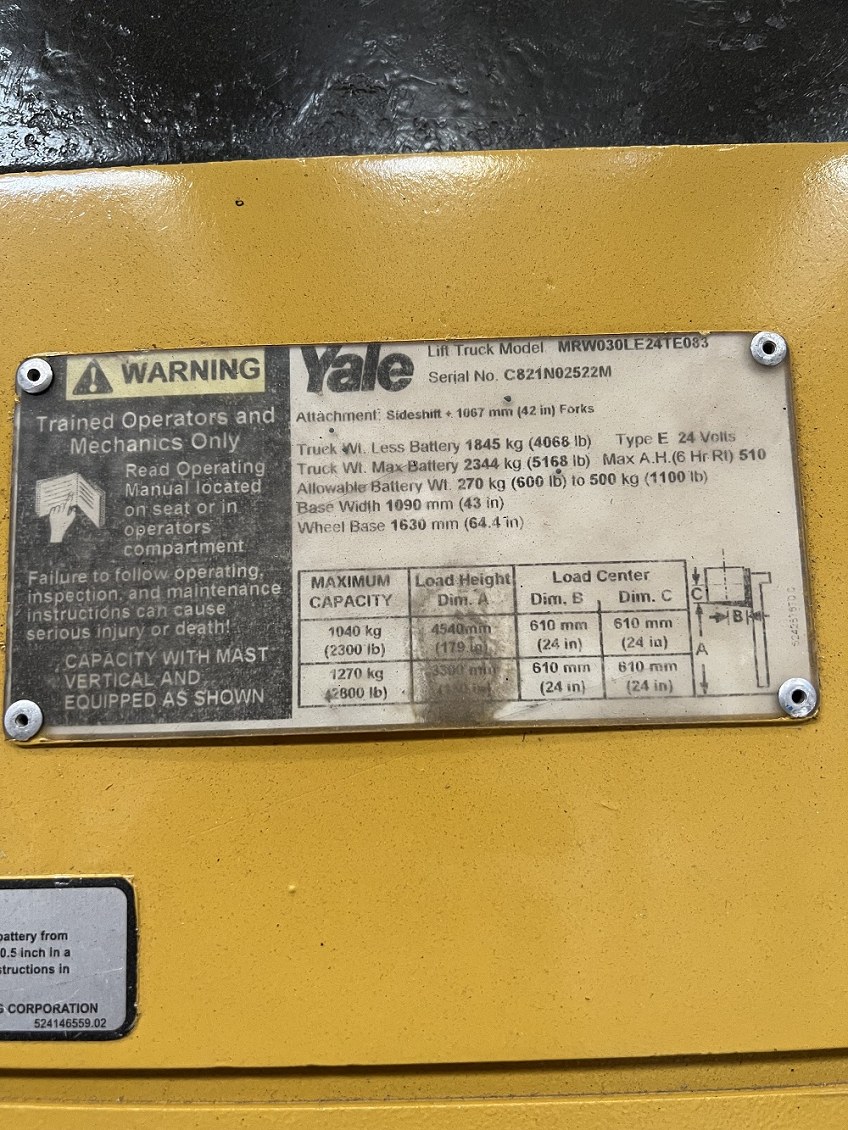 WARNING
Trained Operators and
Mechanics Only
Read Operating
Manual located
on seat or in
operators
compartment
Failure to follow operating,
inspection, and maintenance
instructions can cause
serious injury or death!
CAPACITY WITH MAST
VERTICAL AND
EQUIPPED AS SHOWN
Yale
Lift Truck Model MRW030LE24TE083
Serial No. C821N02522M
Attachment: Sideshift + 1067 mm (42 in) Forks
Truck Wt. Less Battery 1845 kg (4068 lb) Type E 24 Volts
Truck Wt. Max Battery 2344 kg (5168 lb) Max A.H.(6 Hr Rt) 510
Allowable Battery Wt. 270 kg (600 lb) to 500 kg (1100 lb)
Base Width 1090 mm (43 in)
Wheel Base 1630 mm (64.4 in)
MAXIMUM CAPACITY Load Height Dim. A Load Center Dim. B Dim. C
1040 kg 4540mm 610 mm 610 mm
(2300 lb) (179 in) (24 in) (24 in)
1270 kg 3300 mm 610 mm 610 mm
(2800 lb) (24 in) (24 in)
C
B
A
battery from
0.5 inch in a
structions in
CORPORATION
524146559.02